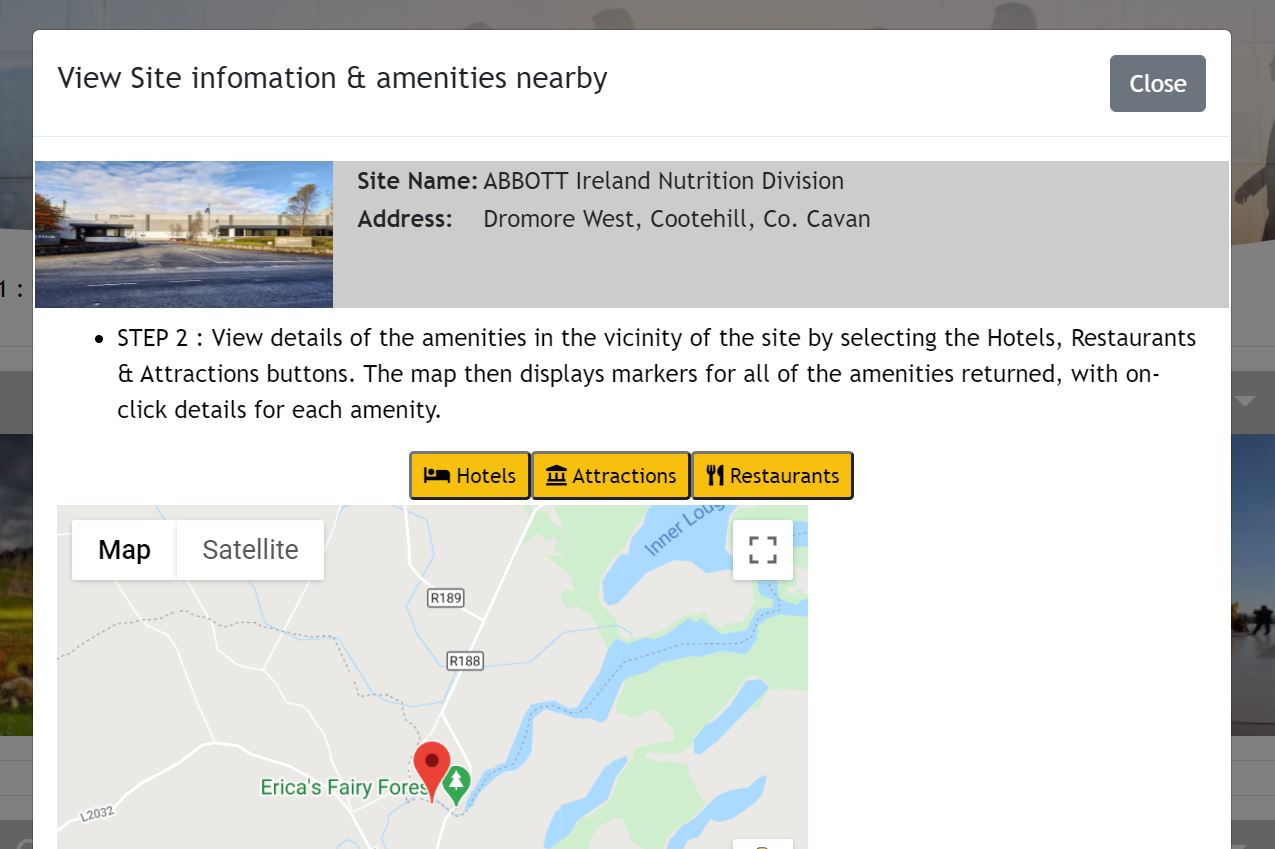 View Site infomation & amenities nearby
Close
Site Name: ABBOTT Ireland Nutrition Division
Address: Dromore West, Cootehill, Co. Cavan
1 :
• STEP 2 : View details of the amenities in the vicinity of the site by selecting the Hotels, Restaurants
& Attractions buttons. The map then displays markers for all of the amenities returned, with on-
click details for each amenity.
Hotels Attractions Restaurants
Map Satellite
Inner
R189
R188
Erica's Fairy Forest
L2032